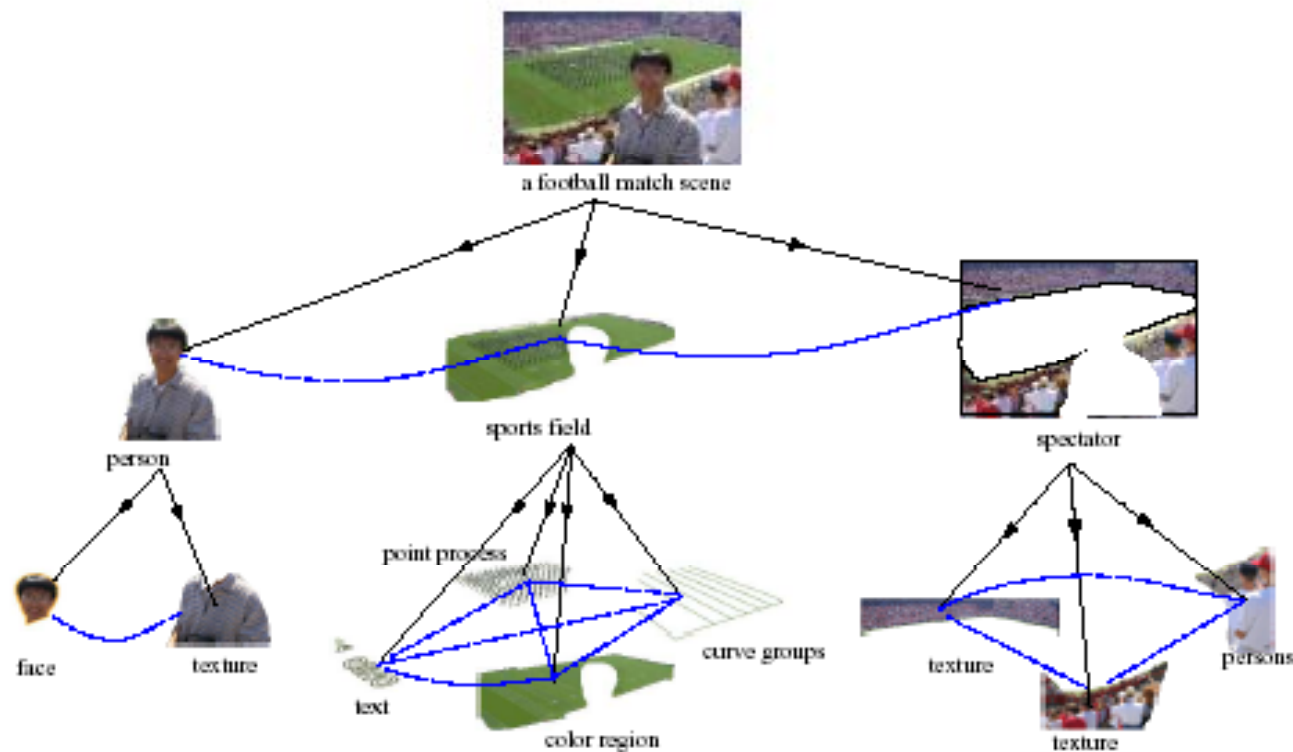 a football match scene
sports field
spectator
person
point process
face
texture
curve groups
texture
persons
text
color region
texture